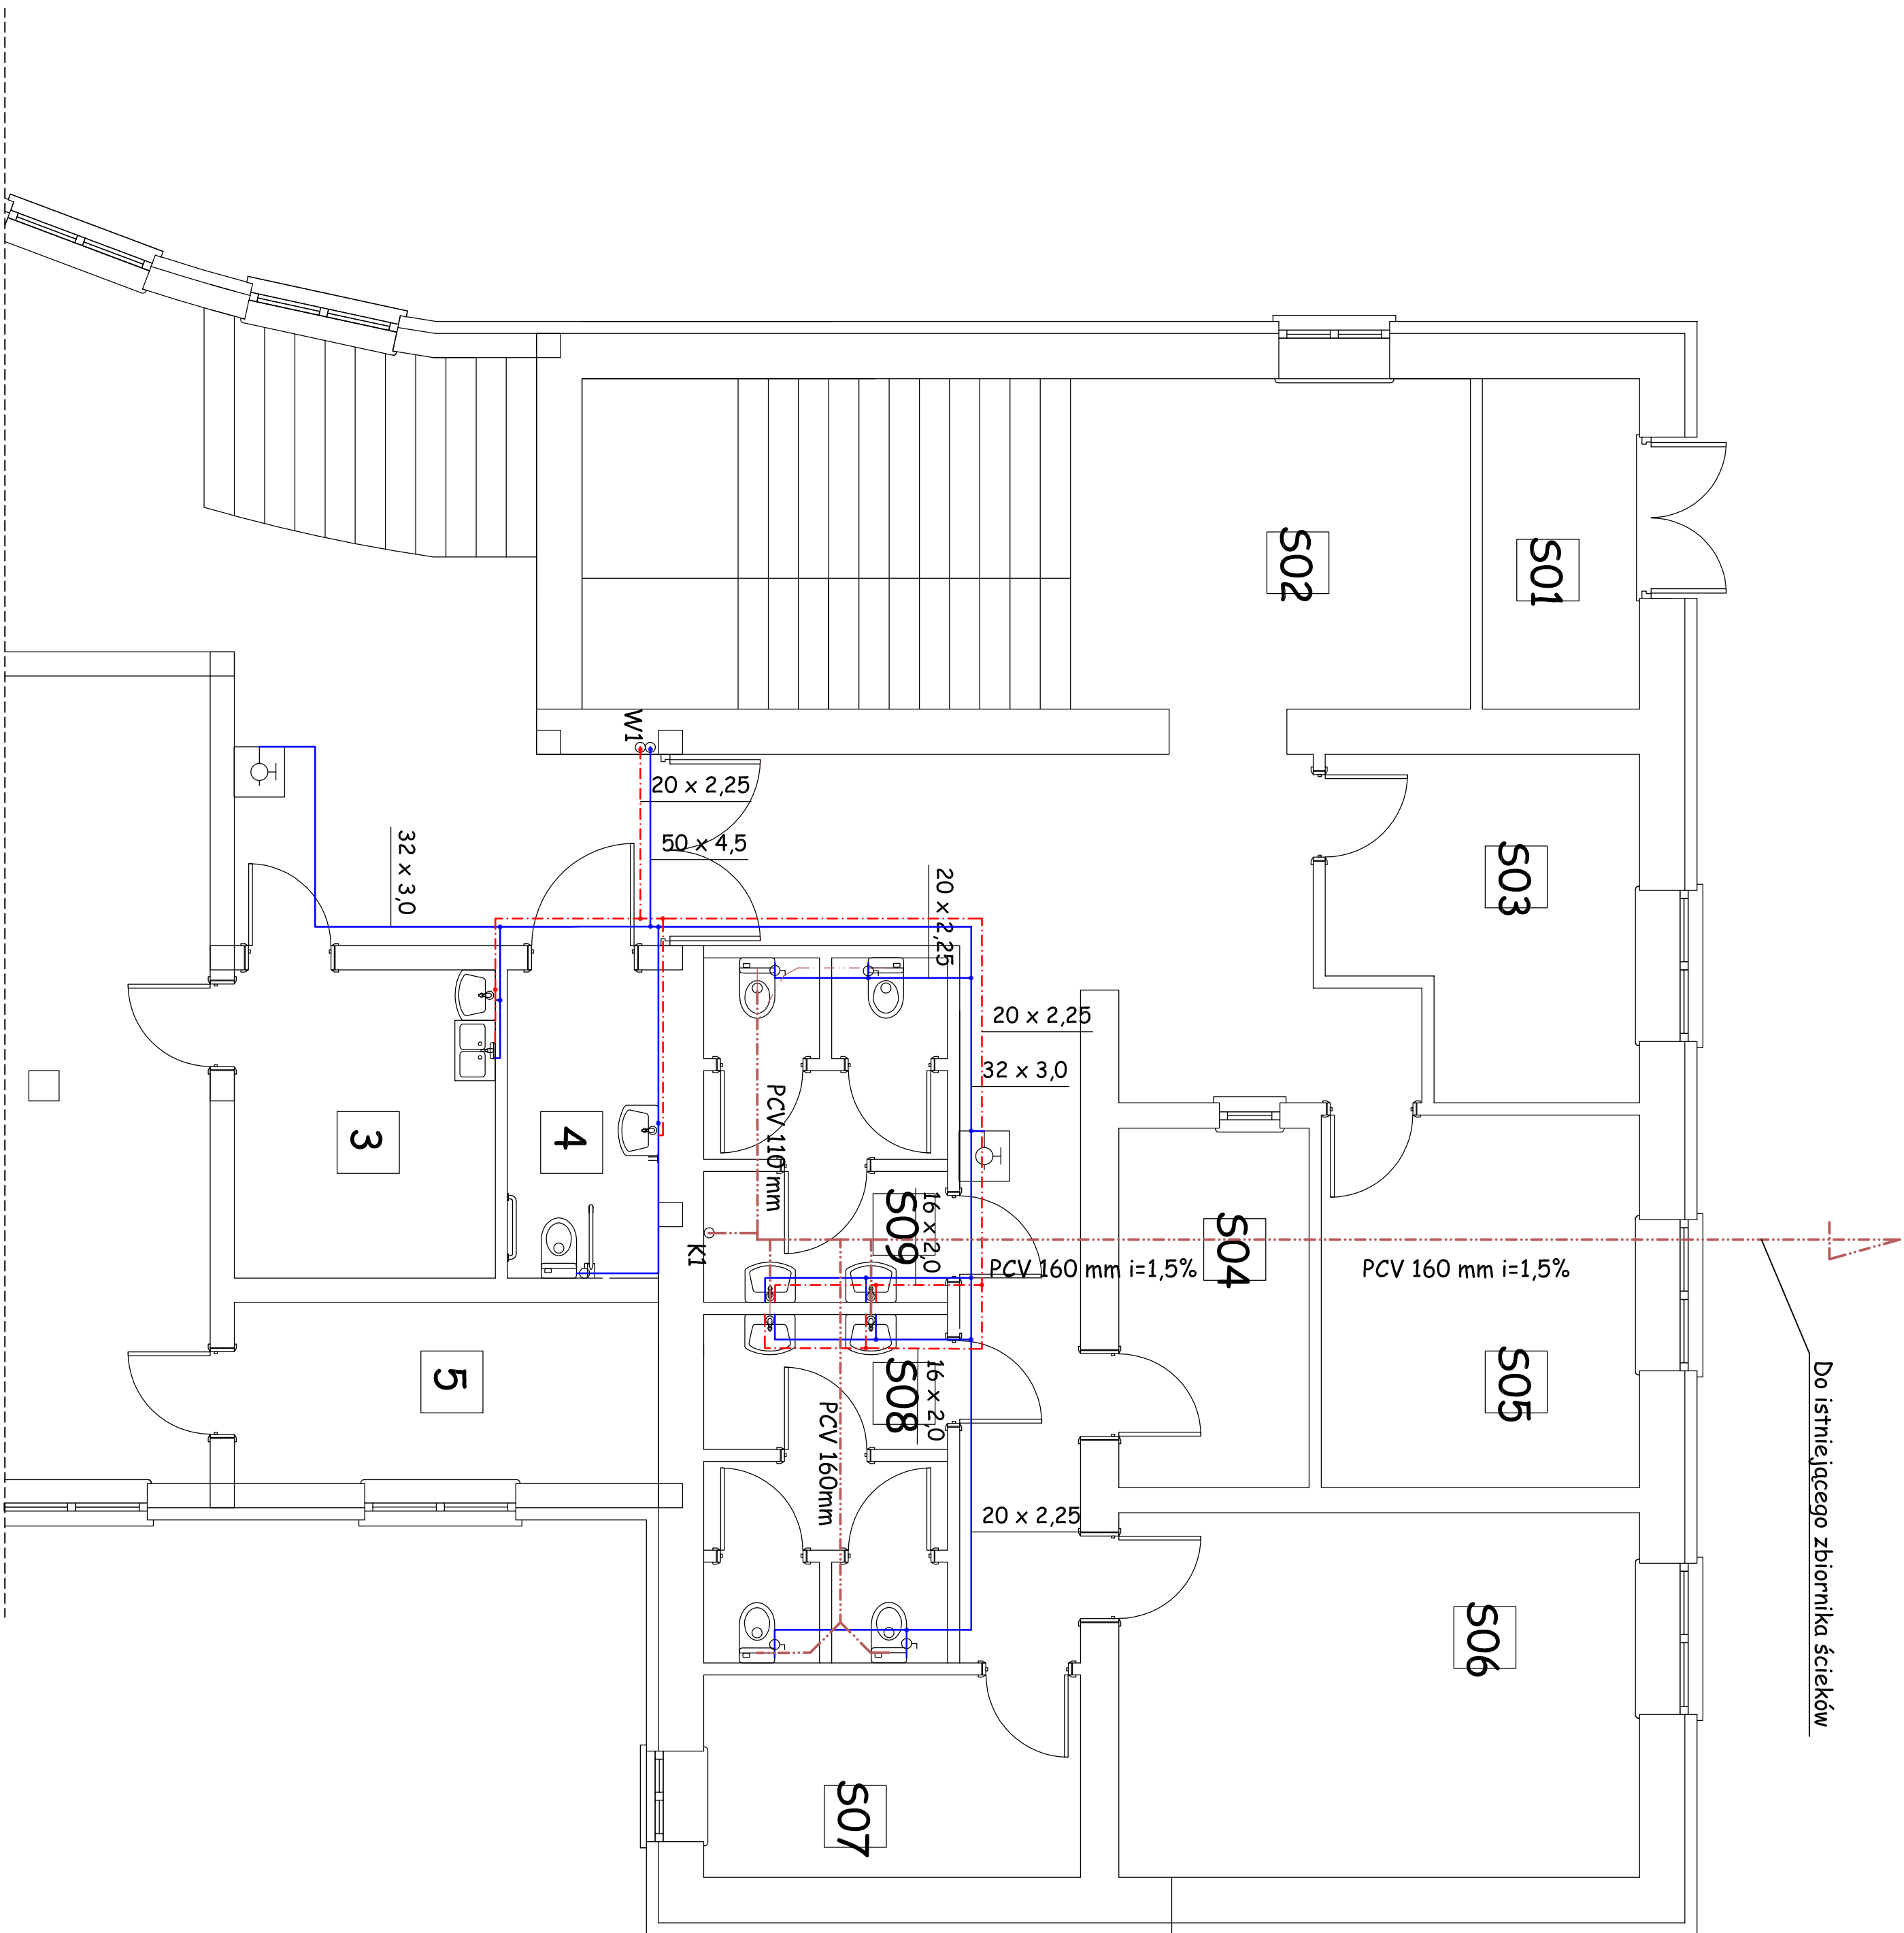 S01
S02
W1
20 x 2,25
50 x 4,5
32 x 3,0
20 x 2,25
S03
20 x 2,25
32 x 3,0
3
4
PCV 110 mm
S09
16 x 2,0
K1
S04
PCV 160 mm i=1,5%
PCV 160 mm i=1,5%
5
S08
16 x 2,0
PCV 160mm
S05
Do istniejącego zbiornika ścieków
20 x 2,25
S06
S07